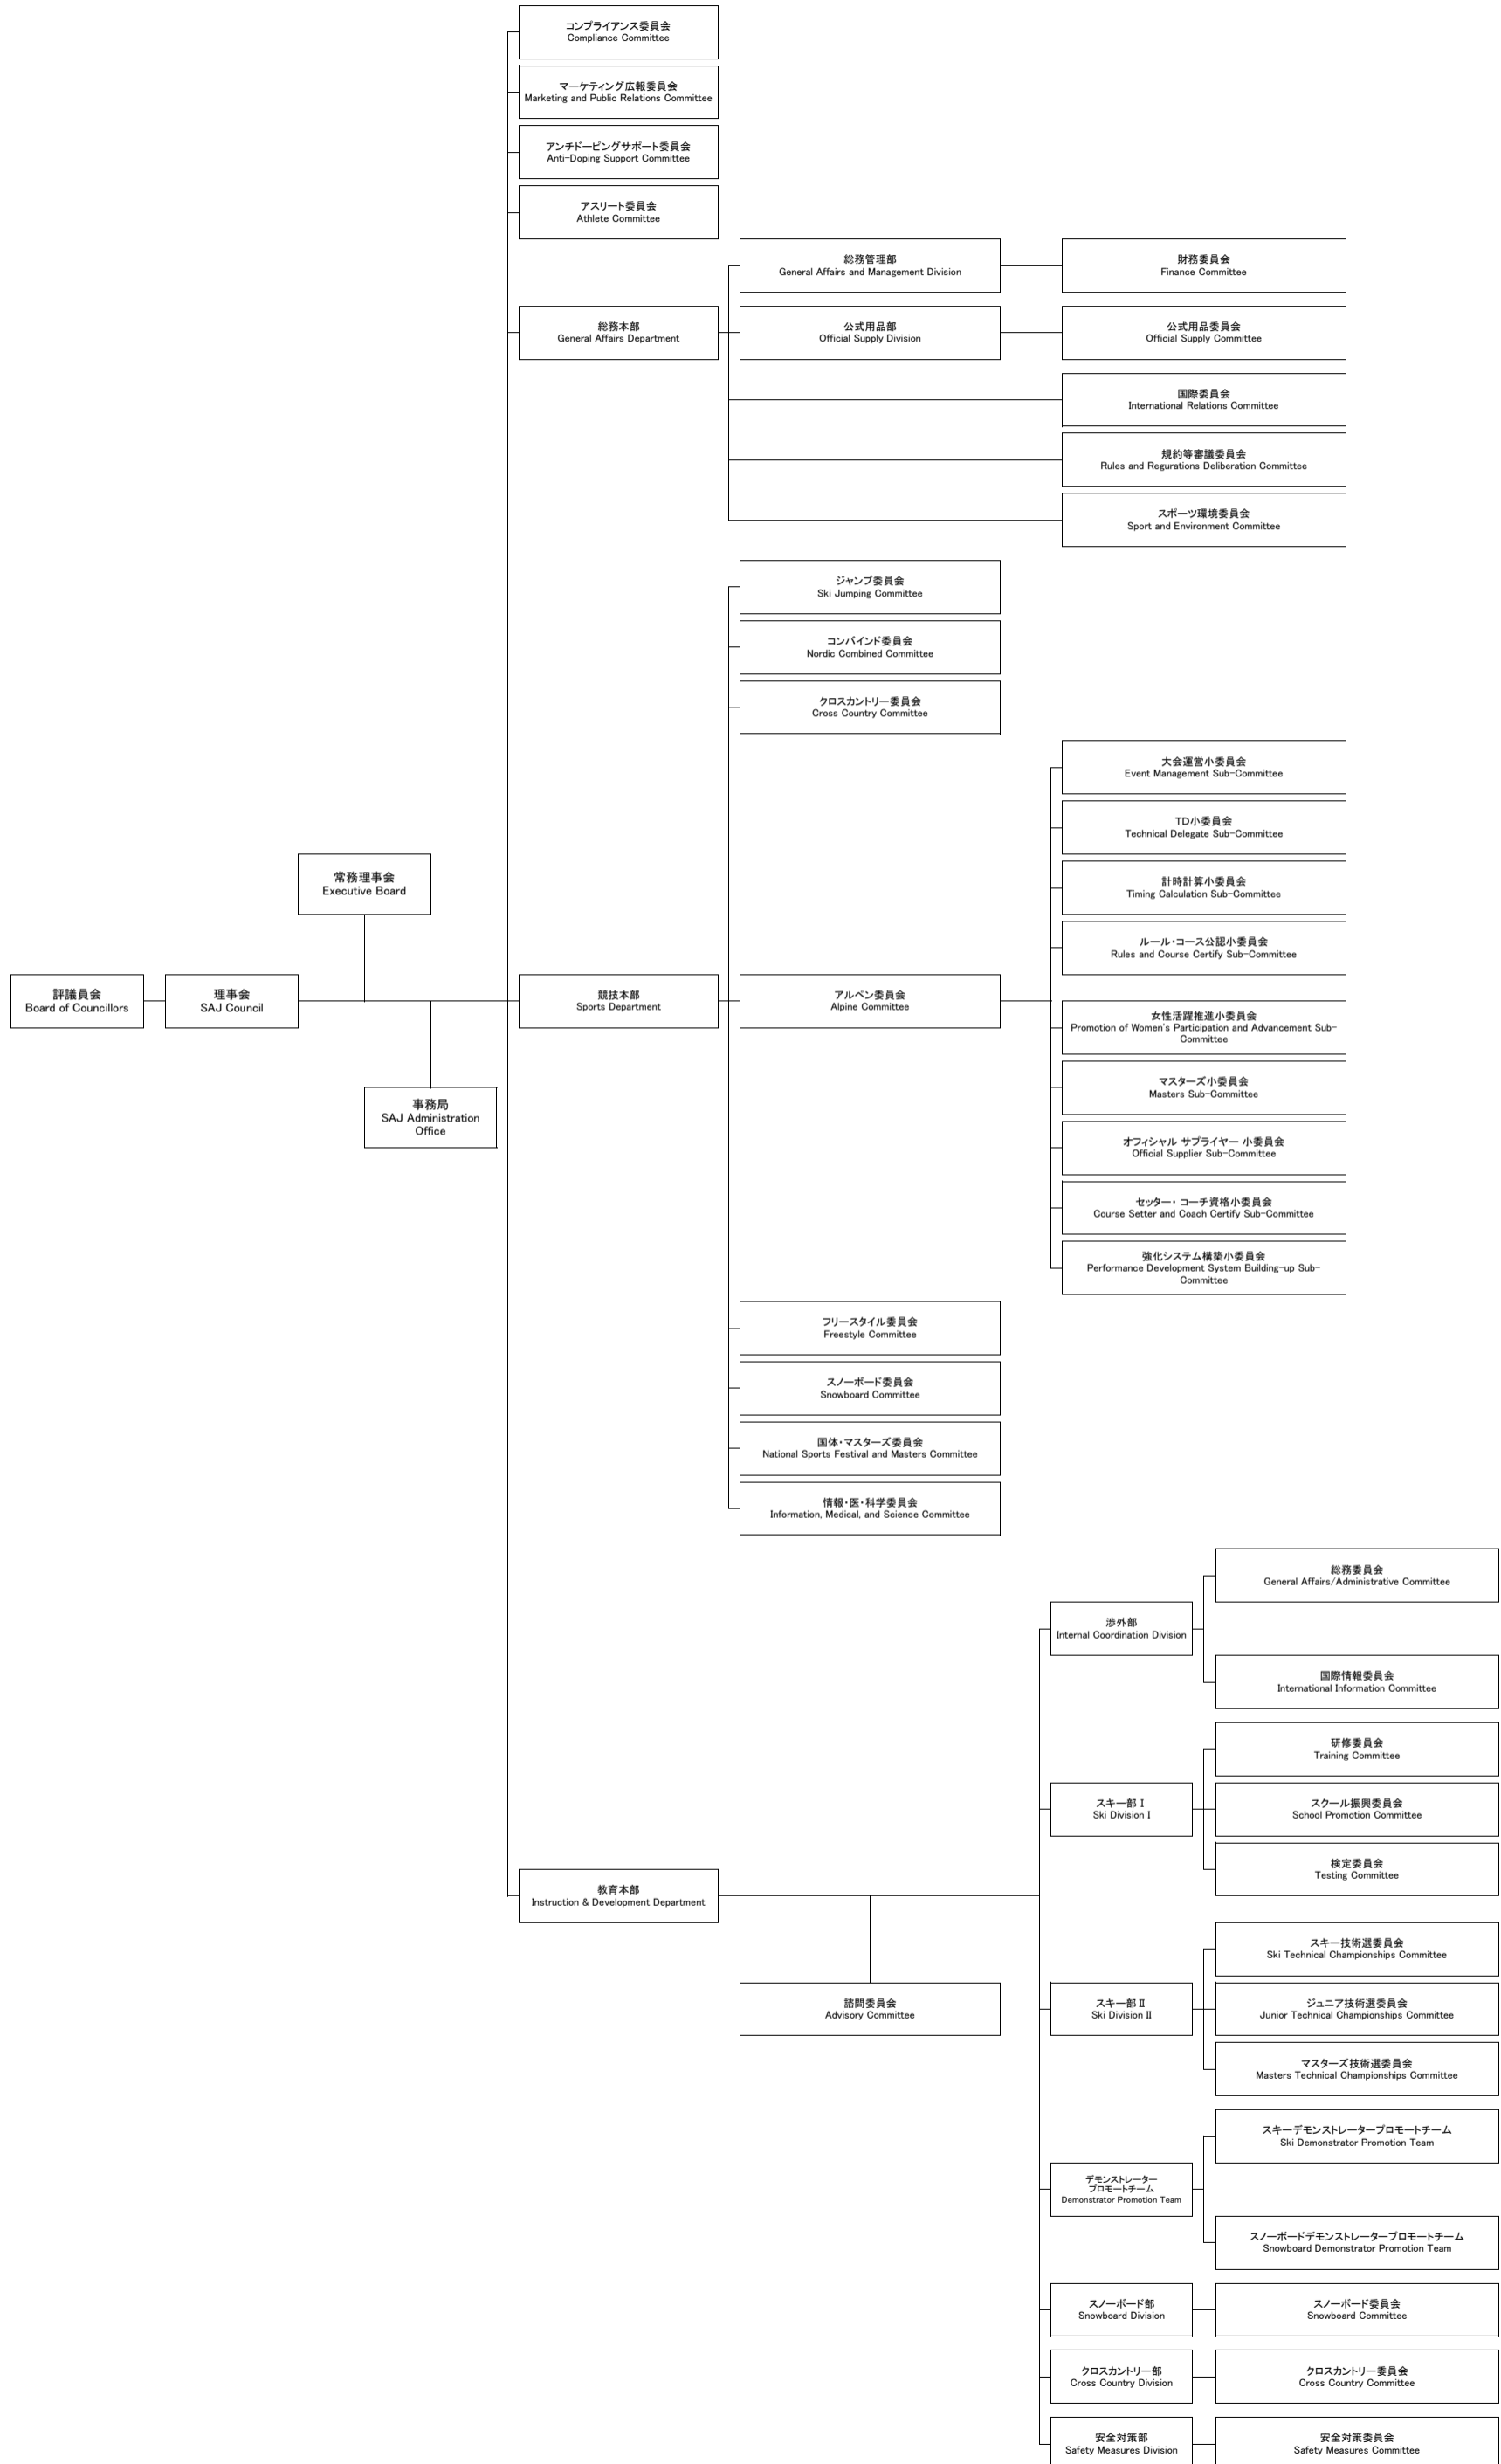 コンプライアンス委員会
Compliance Committee
マーケティング広報委員会
Marketing and Public Relations Committee
アンチドーピングサポート委員会
Anti-Doping Support Committee
アスリート委員会
Athlete Committee
総務管理部
General Affairs and Management Division
財務委員会
Finance Committee
総務本部
General Affairs Department
公式用品部
Official Supply Division
公式用品委員会
Official Supply Committee
国際委員会
International Relations Committee
規約等審議委員会
Rules and Regurations Deliberation Committee
スポーツ環境委員会
Sport and Environment Committee
ジャンプ委員会
Ski Jumping Committee
コンバインド委員会
Nordic Combined Committee
クロスカントリー委員会
Cross Country Committee
大会運営小委員会
Event Management Sub-Committee
TD小委員会
Technical Delegate Sub-Committee
計時計算小委員会
Timing Calculation Sub-Committee
ルール・コース公認小委員会
Rules and Course Certify Sub-Committee
常務理事会
Executive Board
評議員会
Board of Councillors
理事会
SAJ Council
競技本部
Sports Department
アルペン委員会
Alpine Committee
女性活躍推進小委員会
Promotion of Women's Participation and Advancement Sub-
Committee
マスターズ小委員会
Masters Sub-Committee
事務局
SAJ Administration
Office
オフィシャル サプライヤー 小委員会
Official Supplier Sub-Committee
セッター・ コーチ資格小委員会
Course Setter and Coach Certify Sub-Committee
強化システム構築小委員会
Performance Development System Building-up Sub-
Committee
フリースタイル委員会
Freestyle Committee
スノーボード委員会
Snowboard Committee
国体・マスターズ委員会
National Sports Festival and Masters Committee
情報・医・科学委員会
Information, Medical, and Science Committee
総務委員会
General Affairs/Administrative Committee
渉外部
Internal Coordination Division
国際情報委員会
International Information Committee
研修委員会
Training Committee
スキー部 I
Ski Division I
スクール振興委員会
School Promotion Committee
検定委員会
Testing Committee
教育本部
Instruction & Development Department
スキー技術選委員会
Ski Technical Championships Committee
諮問委員会
Advisory Committee
スキー部 II
Ski Division II
ジュニア技術選委員会
Junior Technical Championships Committee
マスターズ技術選委員会
Masters Technical Championships Committee
スキーデモンストレータープロモートチーム
Ski Demonstrator Promotion Team
デモンストレーター
プロモートチーム
Demonstrator Promotion Team
スノーボードデモンストレータープロモートチーム
Snowboard Demonstrator Promotion Team
スノーボード部
Snowboard Division
スノーボード委員会
Snowboard Committee
クロスカントリー部
Cross Country Division
クロスカントリー委員会
Cross Country Committee
安全対策部
Safety Measures Division
安全対策委員会
Safety Measures Committee